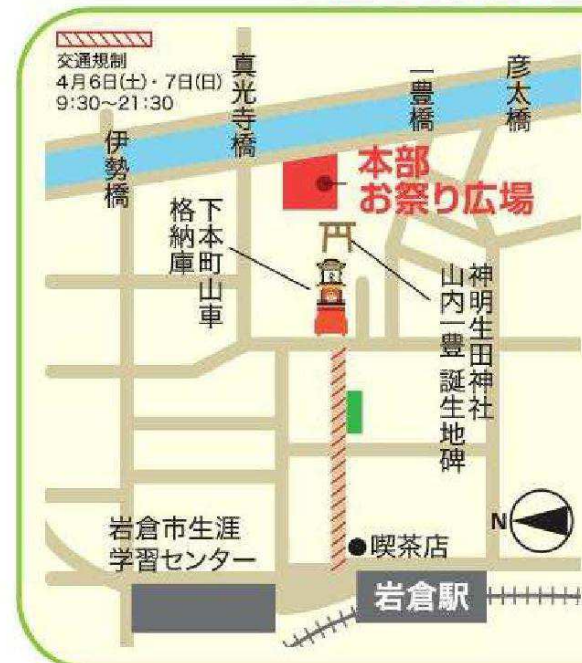 交通規制
4月6日(土)・7日(日)
9:30～21:30
伊勢橋
真光寺橋
一豊橋
彦太橋
本部
お祭り広場
下本町山車
格納庫
神明生田神社
山内一豊 誕生地碑
N
岩倉市生涯
学習センター
喫茶店
岩倉駅